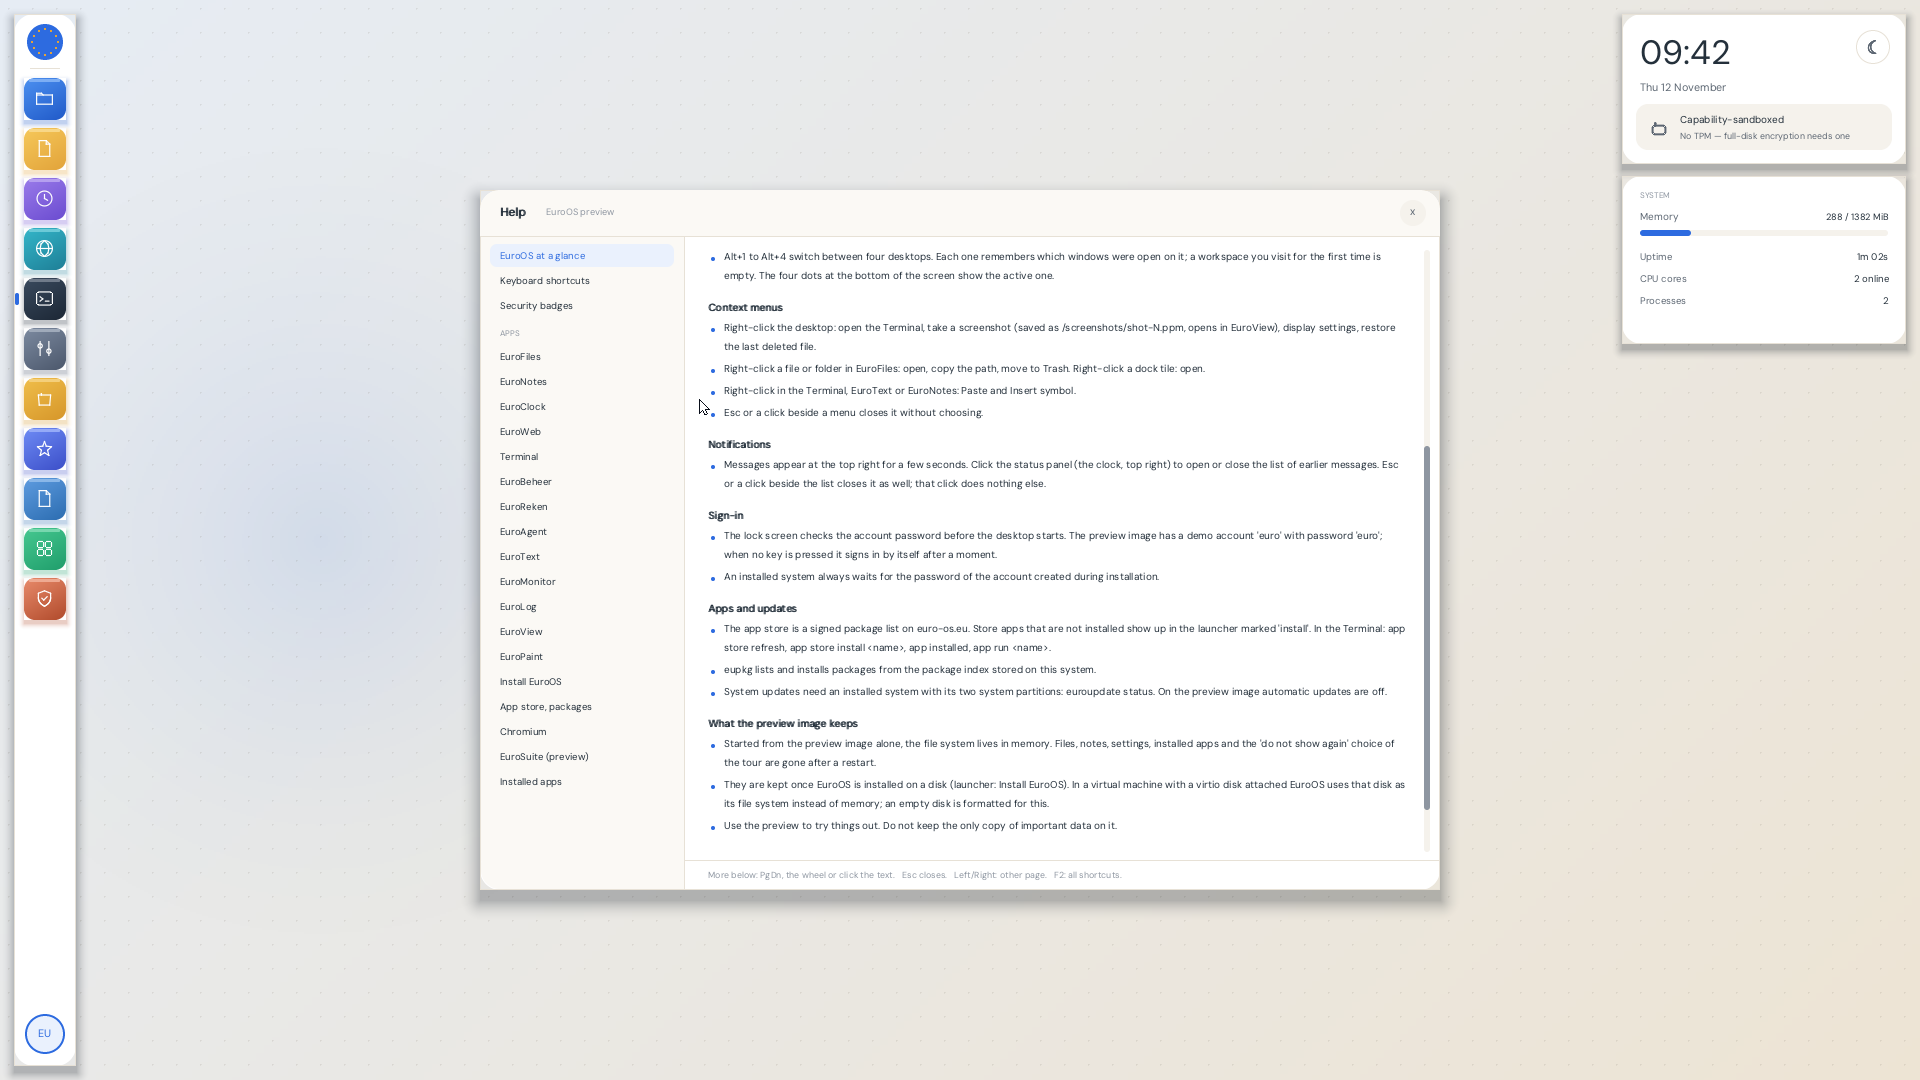 09:42
Thu 12 November
Capability-sandboxed
No TPM — full-disk encryption needs one
SYSTEM
Memory 288 / 1382 MiB
Uptime 1m 02s
CPU cores 2 online
Processes 2
Help EuroOS preview x
EuroOS at a glance
Keyboard shortcuts
Security badges
APPS
EuroFiles
EuroNotes
EuroClock
EuroWeb
Terminal
EuroBeheer
EuroReken
EuroAgent
EuroText
EuroMonitor
EuroLog
EuroView
EuroPaint
Install EuroOS
App store, packages
Chromium
EuroSuite (preview)
Installed apps
Alt+1 to Alt+4 switch between four desktops. Each one remembers which windows were open on it; a workspace you visit for the first time is
empty. The four dots at the bottom of the screen show the active one.
Context menus
Right-click the desktop: open the Terminal, take a screenshot (saved as /screenshots/shot-N.ppm, opens in EuroView), display settings, restore
the last deleted file.
Right-click a file or folder in EuroFiles: open, copy the path, move to Trash. Right-click a dock tile: open.
Right-click in the Terminal, EuroText or EuroNotes: Paste and Insert symbol.
Esc or a click beside a menu closes it without choosing.
Notifications
Messages appear at the top right for a few seconds. Click the status panel (the clock, top right) to open or close the list of earlier messages. Esc
or a click beside the list closes it as well; that click does nothing else.
Sign-in
The lock screen checks the account password before the desktop starts. The preview image has a demo account 'euro' with password 'euro';
when no key is pressed it signs in by itself after a moment.
An installed system always waits for the password of the account created during installation.
Apps and updates
The app store is a signed package list on euro-os.eu. Store apps that are not installed show up in the launcher marked 'install'. In the Terminal: app
store refresh, app store install <name>, app installed, app run <name>.
eupkg lists and installs packages from the package index stored on this system.
System updates need an installed system with its two system partitions: euroupdate status. On the preview image automatic updates are off.
What the preview image keeps
Started from the preview image alone, the file system lives in memory. Files, notes, settings, installed apps and the 'do not show again' choice of
the tour are gone after a restart.
They are kept once EuroOS is installed on a disk (launcher: Install EuroOS). In a virtual machine with a virtio disk attached EuroOS uses that disk as
its file system instead of memory; an empty disk is formatted for this.
Use the preview to try things out. Do not keep the only copy of important data on it.
More below: PgDn, the wheel or click the text. Esc closes. Left/Right: other page. F2: all shortcuts.
EU